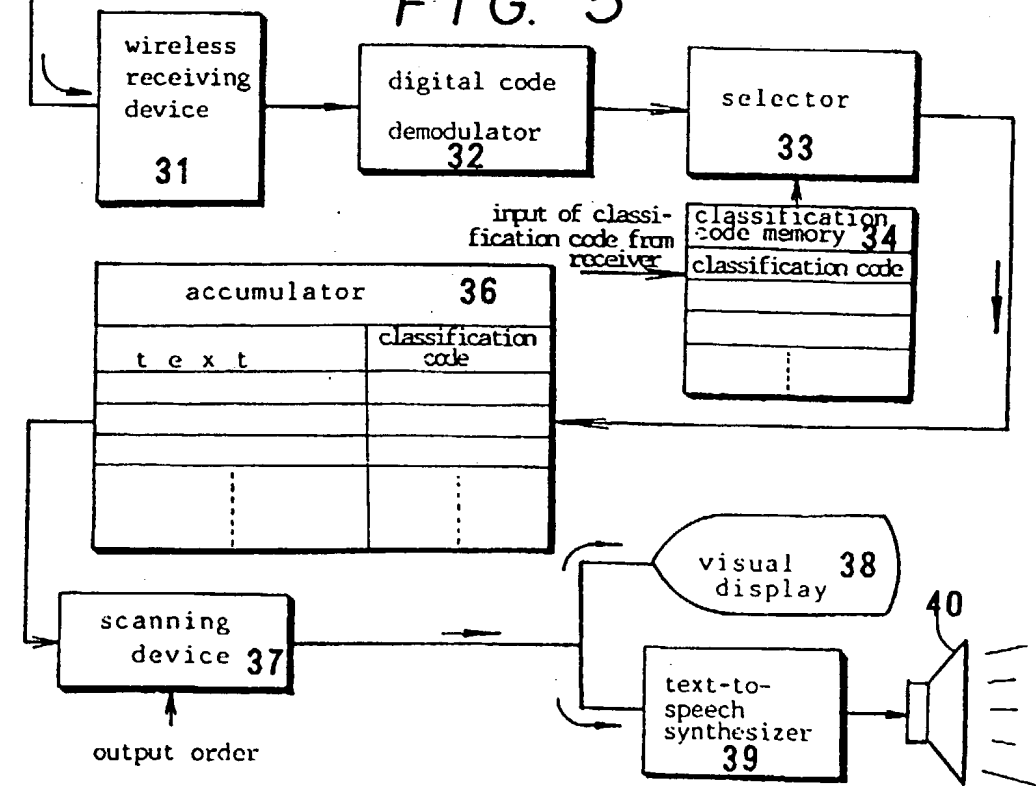 FIG. 5
wireless
receiving
device
31
digital code
demodulator
32
selector
33
input of classi-
fication code from
receiver
classification
code memory 34
classification code
accumulator 36
text
classification
code
scanning
device 37
output order
visual 38
display
text-to-
speech
synthesizer
39
40